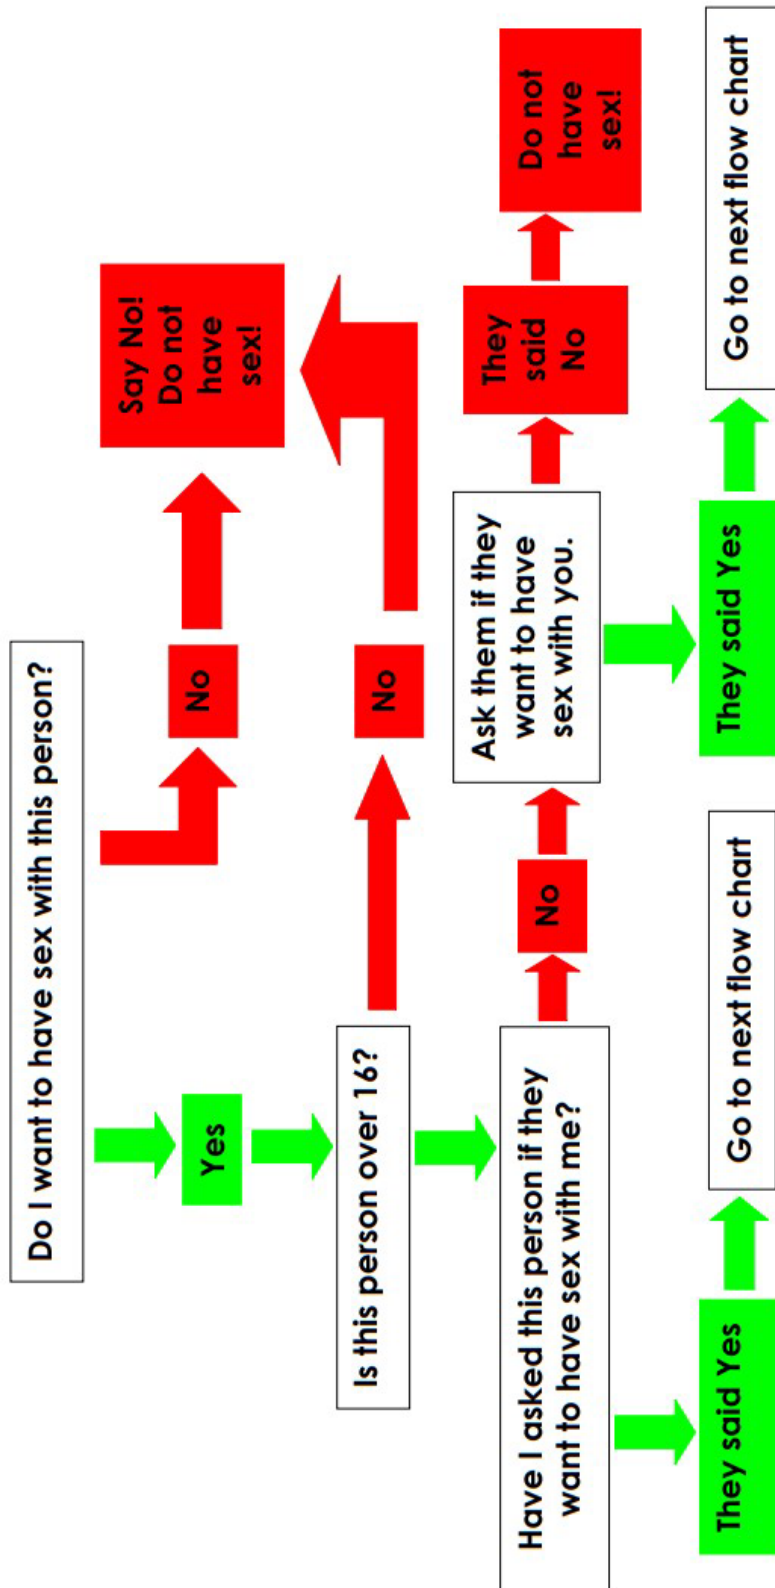 Do I want to have sex with this person?
Yes
No
Say No!
Do not
have
sex!
Is this person over 16?
No
Have I asked this person if they
want to have sex with me?
No
Ask them if they
want to have
sex with you.
They
said
No
Do not
have
sex!
They said Yes
Go to next flow chart
They said Yes
Go to next flow chart